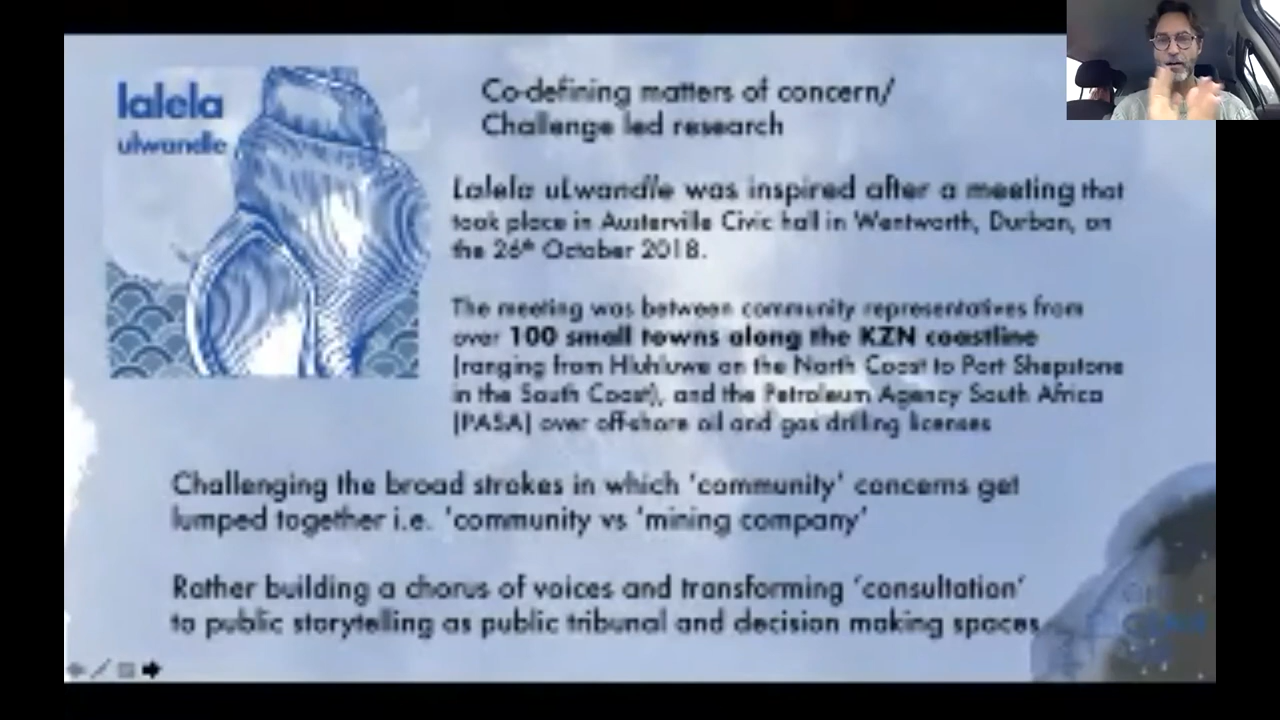 lalela
ulwandle
Co-defining matters of concern/
Challenge led research
Lalela uLwandle was inspired after a meeting that
took place in Austerville Civic hall in Wentworth, Durban, on
the 26th October 2018.
The meeting was between community representatives from
over 100 small towns along the KZN coastline
(ranging from Hluhluwe on the North Coast to Port Shepstone
in the South Coast), and the Petroleum Agency South Africa
(PASA) over off-shore oil and gas drilling licenses
Challenging the broad strokes in which ‘community’ concerns get
lumped together i.e. ‘community vs ‘mining company’
Rather building a chorus of voices and transforming ‘consultation’
to public storytelling as public tribunal and decision making spaces